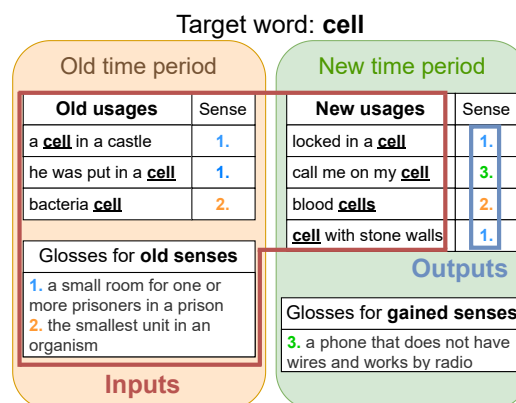 Target word: cell
Old time period
Old usages Sense
a cell in a castle 1.
he was put in a cell 1.
bacteria cell 2.
Glosses for old senses
1. a small room for one or
more prisoners in a prison
2. the smallest unit in an
organism
Inputs
New time period
New usages Sense
locked in a cell 1.
call me on my cell 3.
blood cells 2.
cell with stone walls 1.
Outputs
Glosses for gained senses
3. a phone that does not have
wires and works by radio